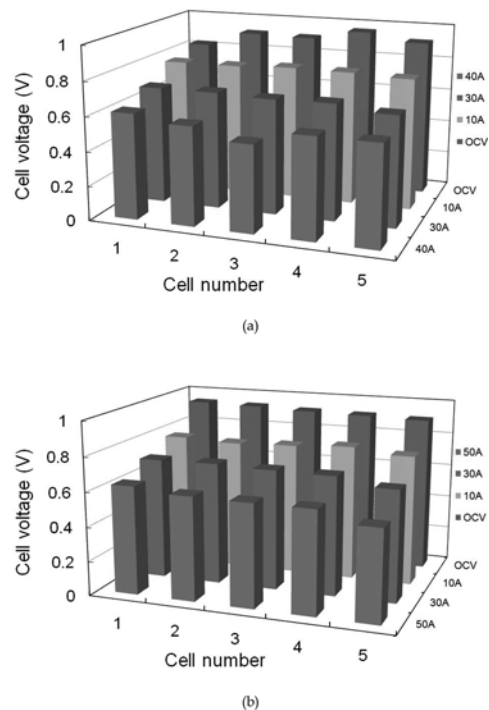 1
0.8
0.6
0.4
0.2
0
Cell voltage (V)
40A
30A
10A
OCV
OCV
10A
30A
40A
1 2 3 4 5
Cell number
(a)
1
0.8
0.6
0.4
0.2
0
Cell voltage (V)
50A
30A
10A
OCV
OCV
10A
30A
50A
1 2 3 4 5
Cell number
(b)